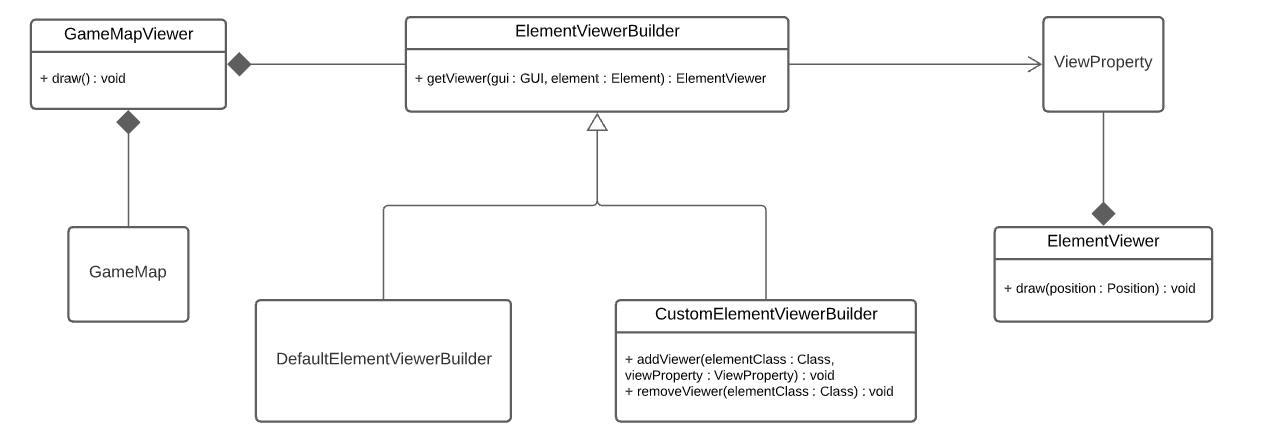 GameMapViewer
+ draw() : void
ElementViewerBuilder
+ getViewer(gui : GUI, element : Element) : ElementViewer
ViewProperty
GameMap
ElementViewer
+ draw(position : Position) : void
DefaultElementViewerBuilder
CustomElementViewerBuilder
+ addViewer(elementClass : Class,
viewProperty : ViewProperty) : void
+ removeViewer(elementClass : Class) : void